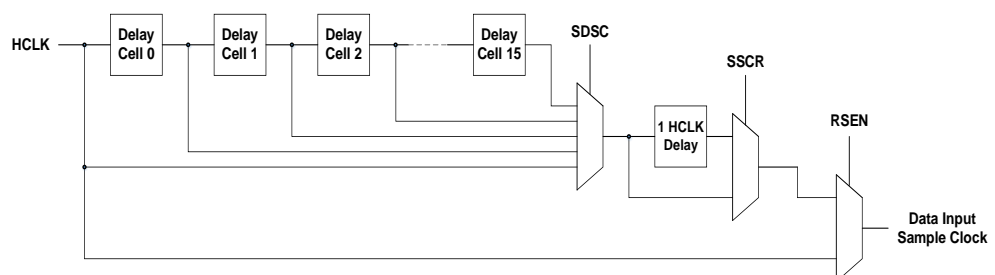 HCLK
Delay
Cell 0
Delay
Cell 1
Delay
Cell 2
Delay
Cell 15
SDSC
1 HCLK
Delay
SSCR
RSEN
Data Input
Sample Clock